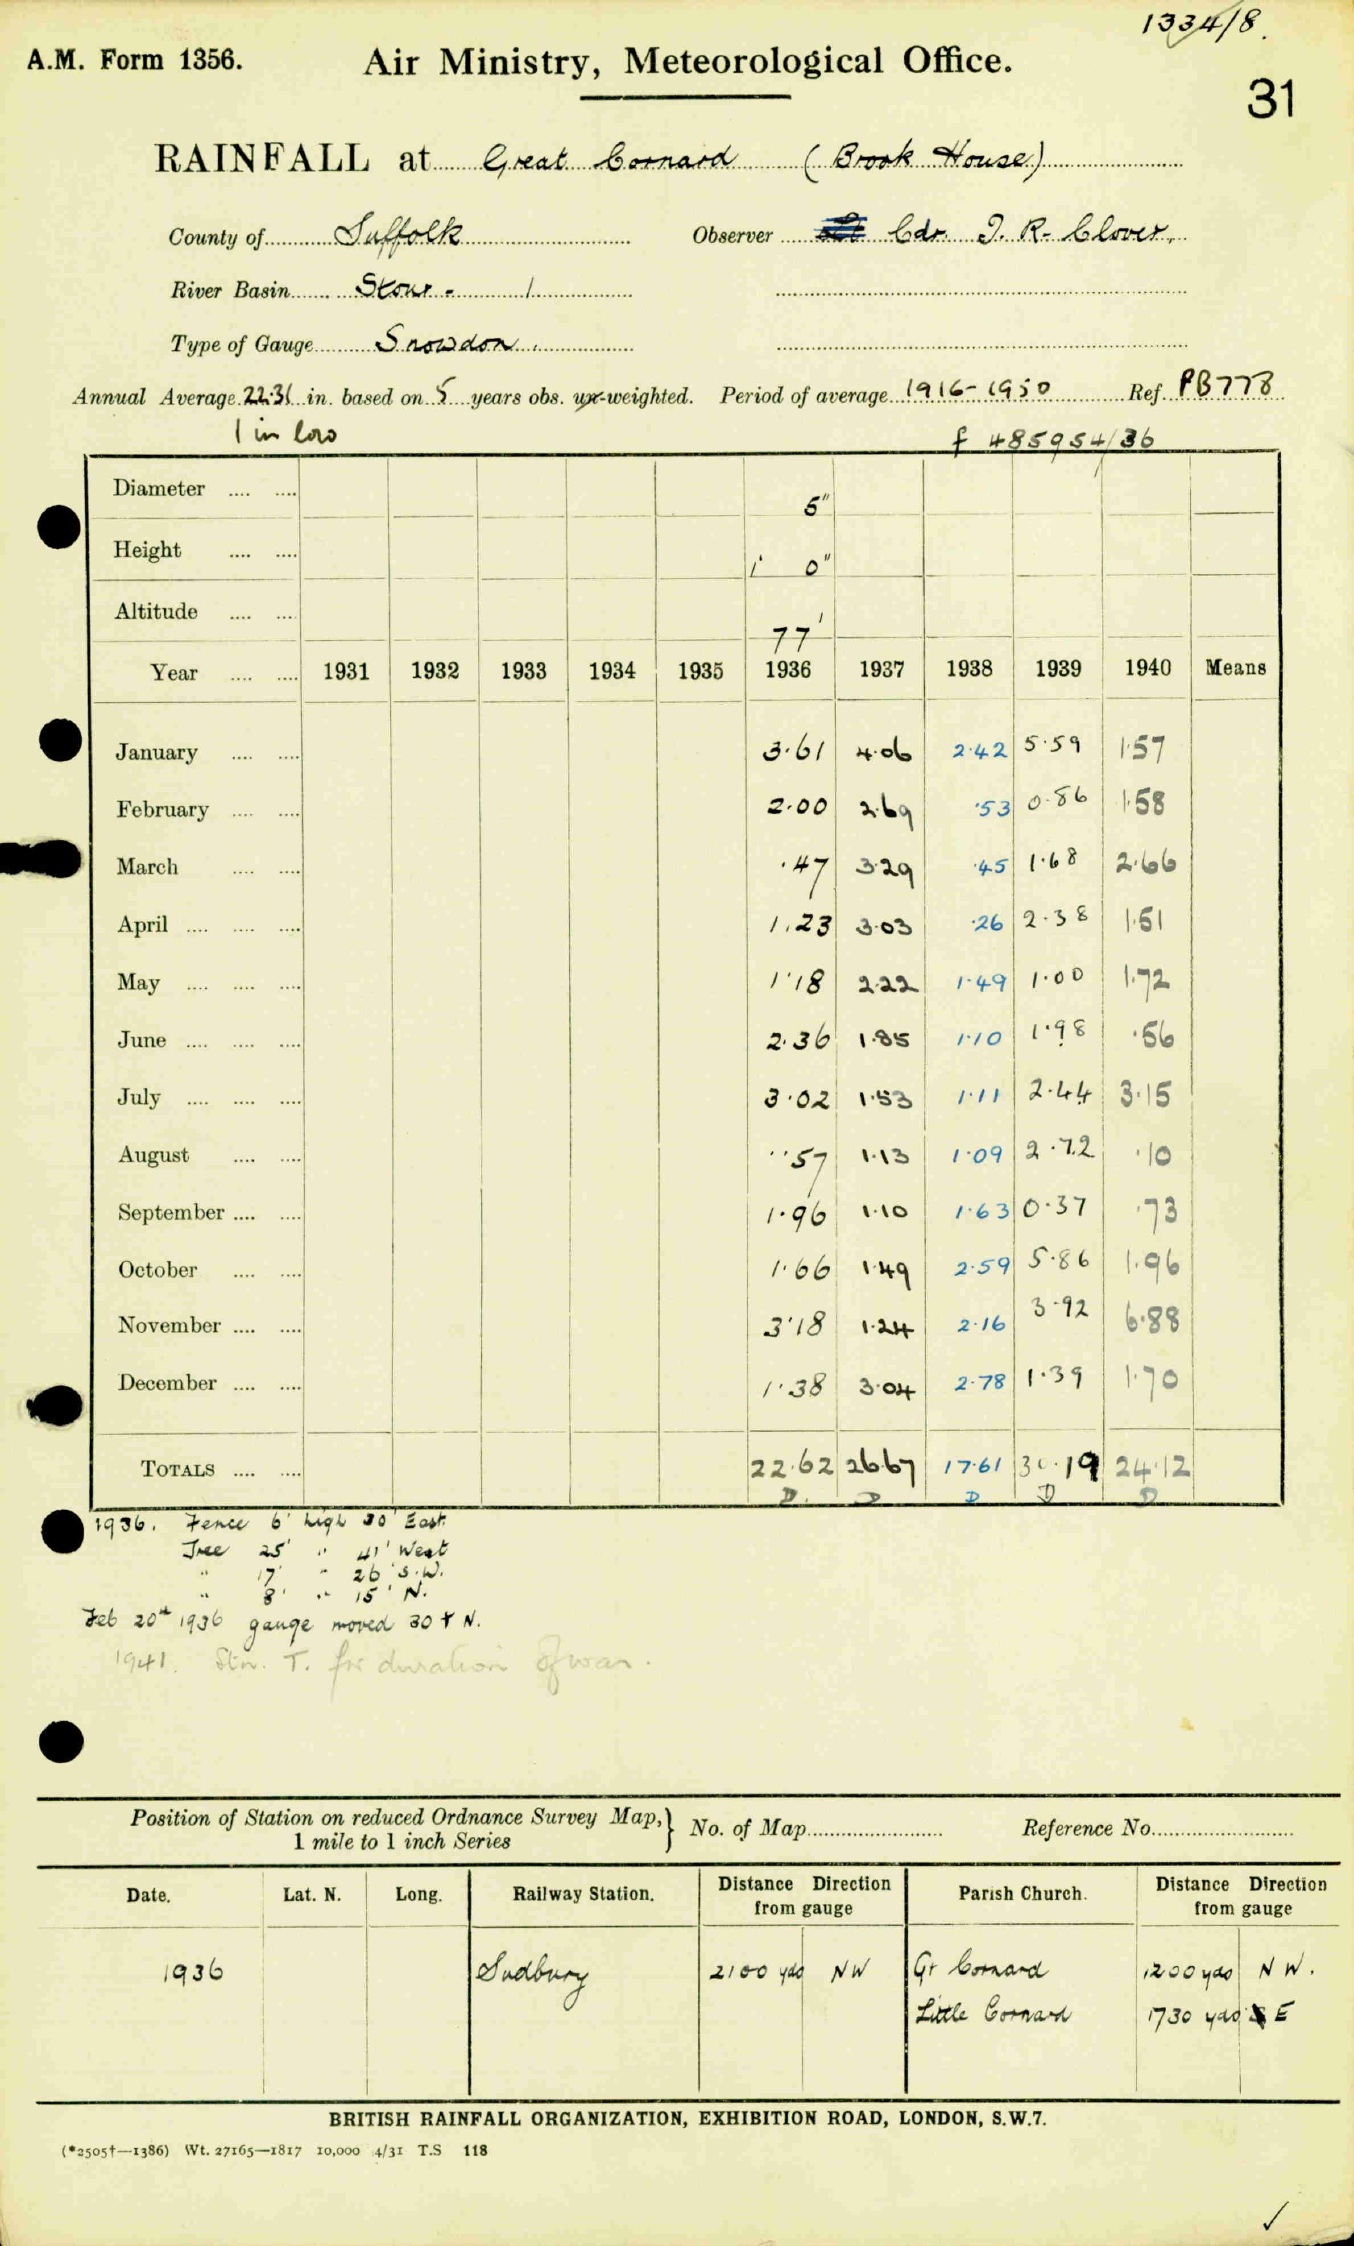 1334/8.
A.M. Form 1356.
Air Ministry, Meteorological Office.
31
RAINFALL at Great Cornard (Brook House)
County of Suffolk Observer Cdr. J. R. Clover.
River Basin Stour - 1
Type of Gauge Snowdon.
Annual Average 22.31 in. based on 5 years obs. un-weighted. Period of average 1916-1950 Ref. PB778
1 in low
f 485954/36
Diameter .... .... 5"
Height .... .... 1' 0"
Altitude .... .... 77'
Year .... .... 1931 1932 1933 1934 1935 1936 1937 1938 1939 1940 Means
January .... .... 3.61 4.06 2.42 5.59 1.57
February .... .... 2.00 2.69 .53 0.86 1.58
March .... .... .47 3.29 .45 1.68 2.66
April .... .... .... 1.23 3.03 .26 2.38 1.51
May .... .... .... 1.18 2.22 1.49 1.00 1.72
June .... .... .... 2.36 1.85 1.10 1.98 .56
July .... .... .... 3.02 1.53 1.11 2.44 3.15
August .... .... .57 1.13 1.09 2.72 .10
September .... .... 1.96 1.10 1.63 0.37 .73
October .... .... 1.66 1.49 2.59 5.86 1.96
November .... .... 3.18 1.24 2.16 3.92 6.88
December .... .... 1.38 3.04 2.78 1.39 1.70
TOTALS .... .... 22.62 26.67 17.61 30.19 24.12
D. D D D D
1936. Fence 6' high 30' East
Tree 25' " 41' West
" 17' " 26' S.W.
" 8' " 15' N.
Feb 20th 1936 gauge moved 30 ft N.
1941. Stn. T. for duration of war.
Position of Station on reduced Ordnance Survey Map, } No. of Map Reference No.
1 mile to 1 inch Series
Date. Lat. N. Long. Railway Station. Distance Direction from gauge Parish Church. Distance Direction from gauge
1936 Sudbury 2100 yds NW Gt Cornard 1200 yds N W.
Little Cornard 1730 yds E
BRITISH RAINFALL ORGANIZATION, EXHIBITION ROAD, LONDON, S.W.7.
(*2505†—1386) Wt. 27165—1817 10,000 4/31 T.S 118